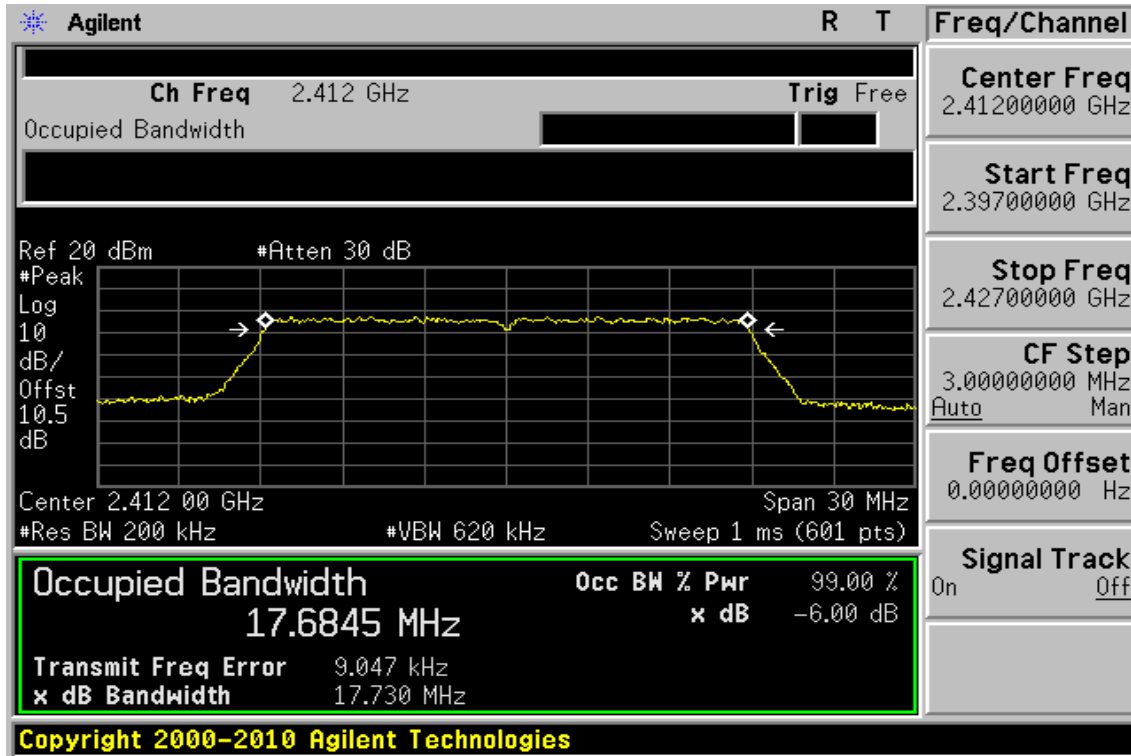 Agilent R T Freq/Channel
Ch Freq 2.412 GHz Trig Free
Occupied Bandwidth
Center Freq
2.41200000 GHz
Start Freq
2.39700000 GHz
Stop Freq
2.42700000 GHz
CF Step
3.00000000 MHz
Auto Man
Freq Offset
0.00000000 Hz
Signal Track
On Off
Ref 20 dBm #Atten 30 dB
#Peak
Log
10
dB/
Offst
10.5
dB
Center 2.412 00 GHz Span 30 MHz
#Res BW 200 kHz #VBW 620 kHz Sweep 1 ms (601 pts)
Occupied Bandwidth Occ BW % Pwr 99.00 %
17.6845 MHz x dB -6.00 dB
Transmit Freq Error 9.047 kHz
x dB Bandwidth 17.730 MHz
Copyright 2000-2010 Agilent Technologies